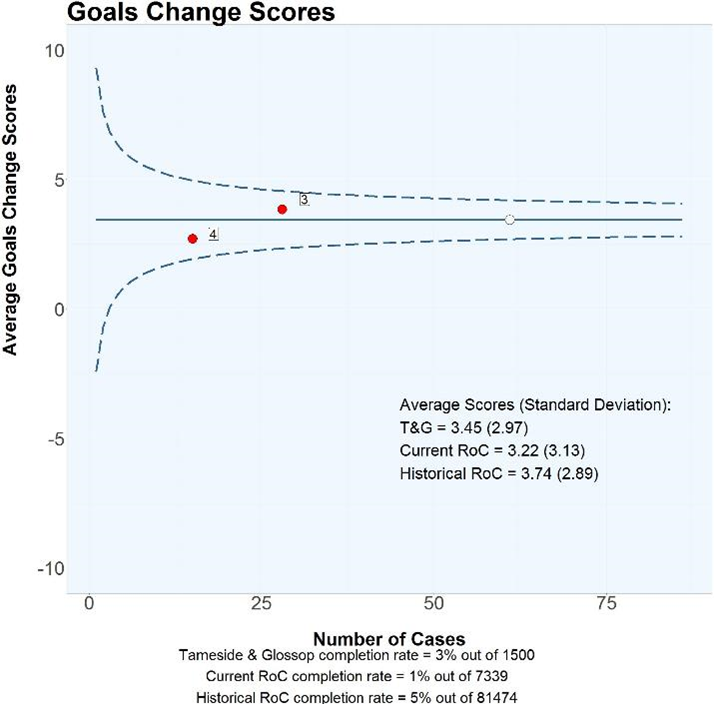 Goals Change Scores
Average Goals Change Scores
10
5
0
-5
-10
3
4
Average Scores (Standard Deviation):
T&G = 3.45 (2.97)
Current RoC = 3.22 (3.13)
Historical RoC = 3.74 (2.89)
0 25 50 75
Number of Cases
Tameside & Glossop completion rate = 3% out of 1500
Current RoC completion rate = 1% out of 7339
Historical RoC completion rate = 5% out of 81474